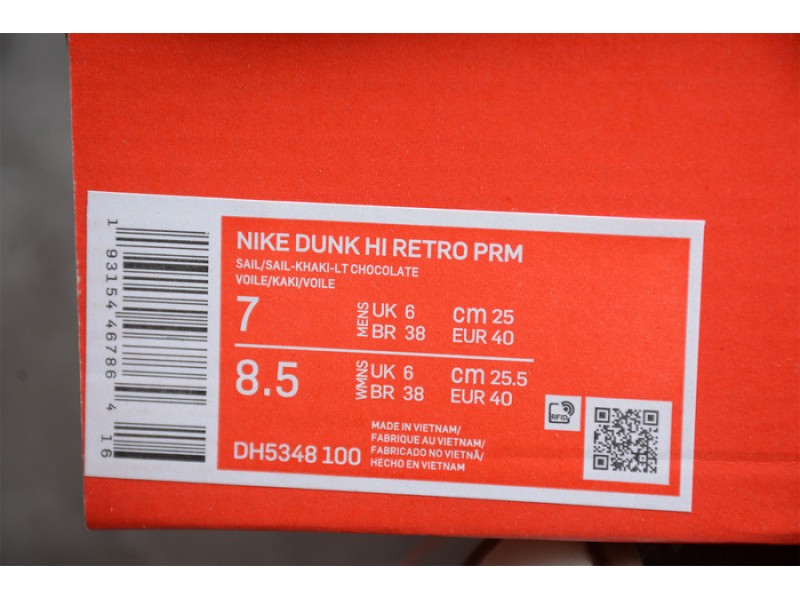 NIKE DUNK HI RETRO PRM
SAIL/SAIL-KHAKI-LT CHOCOLATE
VOILE/KAKI/VOILE
7 MENS UK 6 cm 25
BR 38 EUR 40
8.5 WMNS UK 6 cm 25.5
BR 38 EUR 40
DH5348 100
MADE IN VIETNAM/
FABRIQUE AU VIETNAM/
FABRICADO NO VIETNÃ/
HECHO EN VIETNAM
RFID
1 93154 46786 4 16